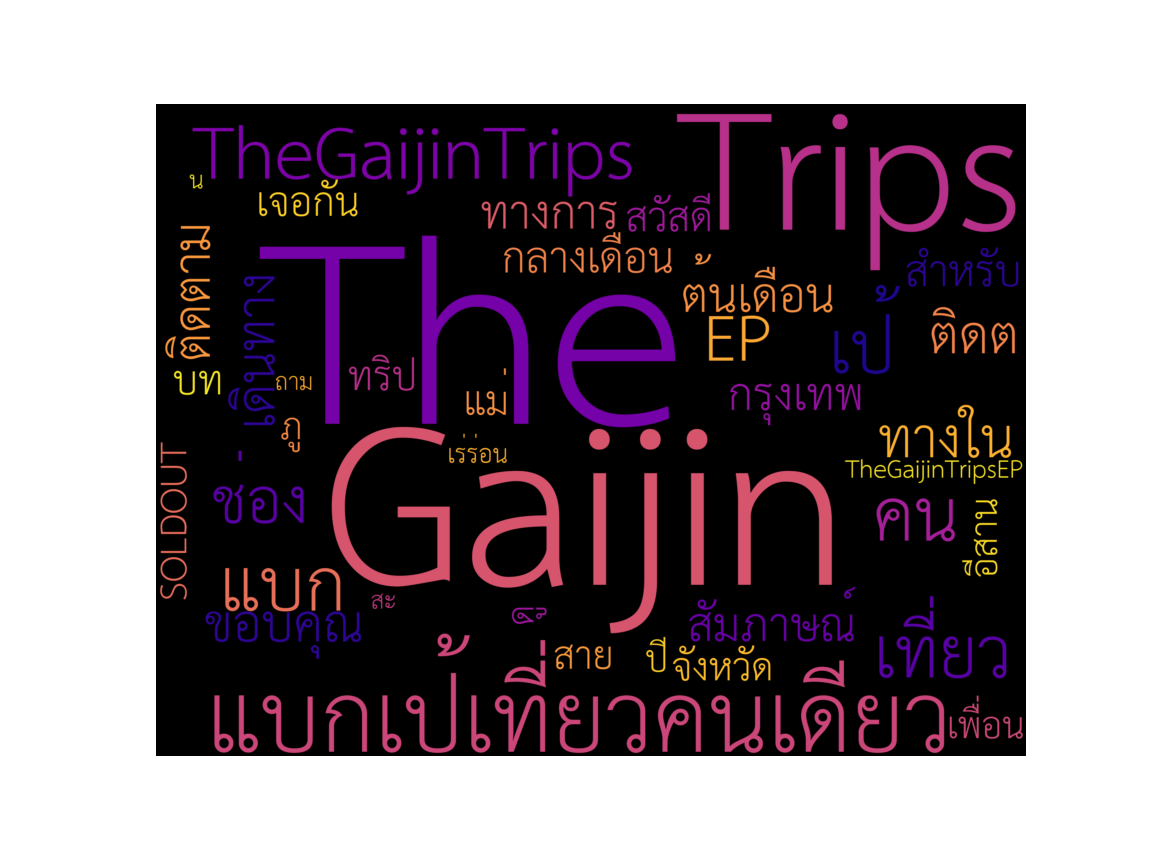 TheGaijinTrips
Trips
น
เจอกัน
ทางการ
สวัสดี
กลางเดือน
สำหรับ
ติดตาม
The
เดินทาง
ต้นเดือน
EP
เป้
ติดต
บท
ถาม
ทริป
แม่
กรุงเทพ
ภู
เร่ร่อน
ทางใน
TheGaijinTripsEP
Gaijin
ช่อง
คน
อีสาน
SOLDOUT
แบก
สะ
ขอบคุณ
สัมภาษณ์
เที่ยว
สาย
ปี
จังหวัด
แบกเป้เที่ยวคนเดียว
เพื่อน